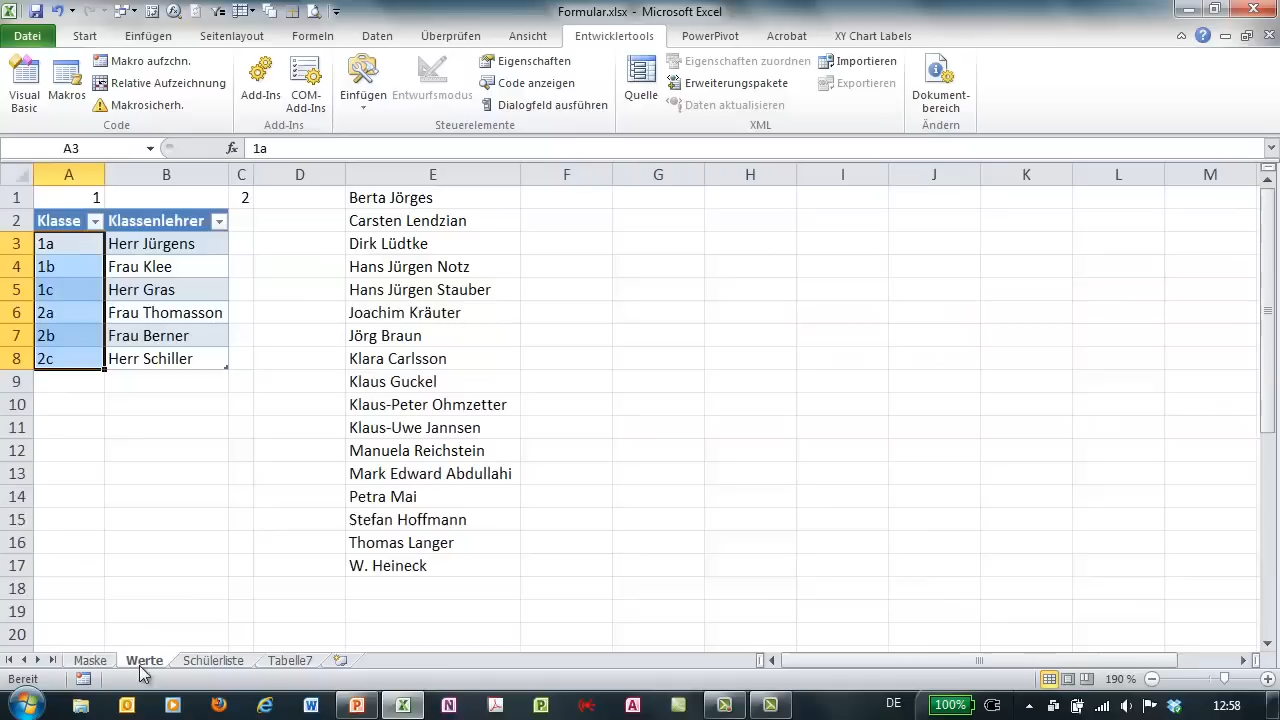 Formular.xlsx - Microsoft Excel
Datei Start Einfügen Seitenlayout Formeln Daten Überprüfen Ansicht Entwicklertools PowerPivot Acrobat XY Chart Labels
Visual Basic
Makros
Makro aufzchn.
Relative Aufzeichnung
Makrosicherh.
Code
Add-Ins
COM-Add-Ins
Add-Ins
Einfügen
Entwurfsmodus
Eigenschaften
Code anzeigen
Dialogfeld ausführen
Steuerelemente
Quelle
Eigenschaften zuordnen
Erweiterungspakete
Daten aktualisieren
Importieren
Exportieren
XML
Dokument-
bereich
Ändern
A3 fx 1a
A B C D E F G H I J K L M
1 1 2 Berta Jörges
2 Klasse Klassenlehrer Carsten Lendzian
3 1a Herr Jürgens Dirk Lüdtke
4 1b Frau Klee Hans Jürgen Notz
5 1c Herr Gras Hans Jürgen Stauber
6 2a Frau Thomasson Joachim Kräuter
7 2b Frau Berner Jörg Braun
8 2c Herr Schiller Klara Carlsson
9 Klaus Guckel
10 Klaus-Peter Ohmzetter
11 Klaus-Uwe Jannsen
12 Manuela Reichstein
13 Mark Edward Abdullahi
14 Petra Mai
15 Stefan Hoffmann
16 Thomas Langer
17 W. Heineck
18
19
20
Maske Werte Schülerliste Tabelle7
Bereit 190 %
DE 100% 12:58